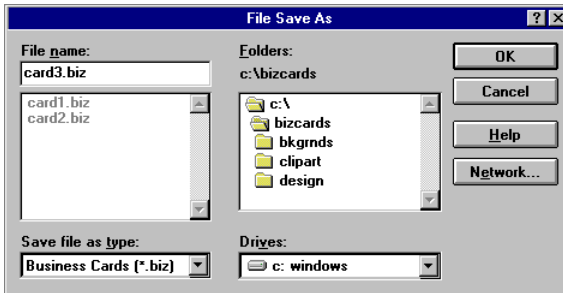 File Save As
File name:
card3.biz
card1.biz
card2.biz
Save file as type:
Business Cards (*.biz)
Folders:
c:\bizcards
c:\
bizcards
bkgrnds
clipart
design
Drives:
c: windows
OK
Cancel
Help
Network...